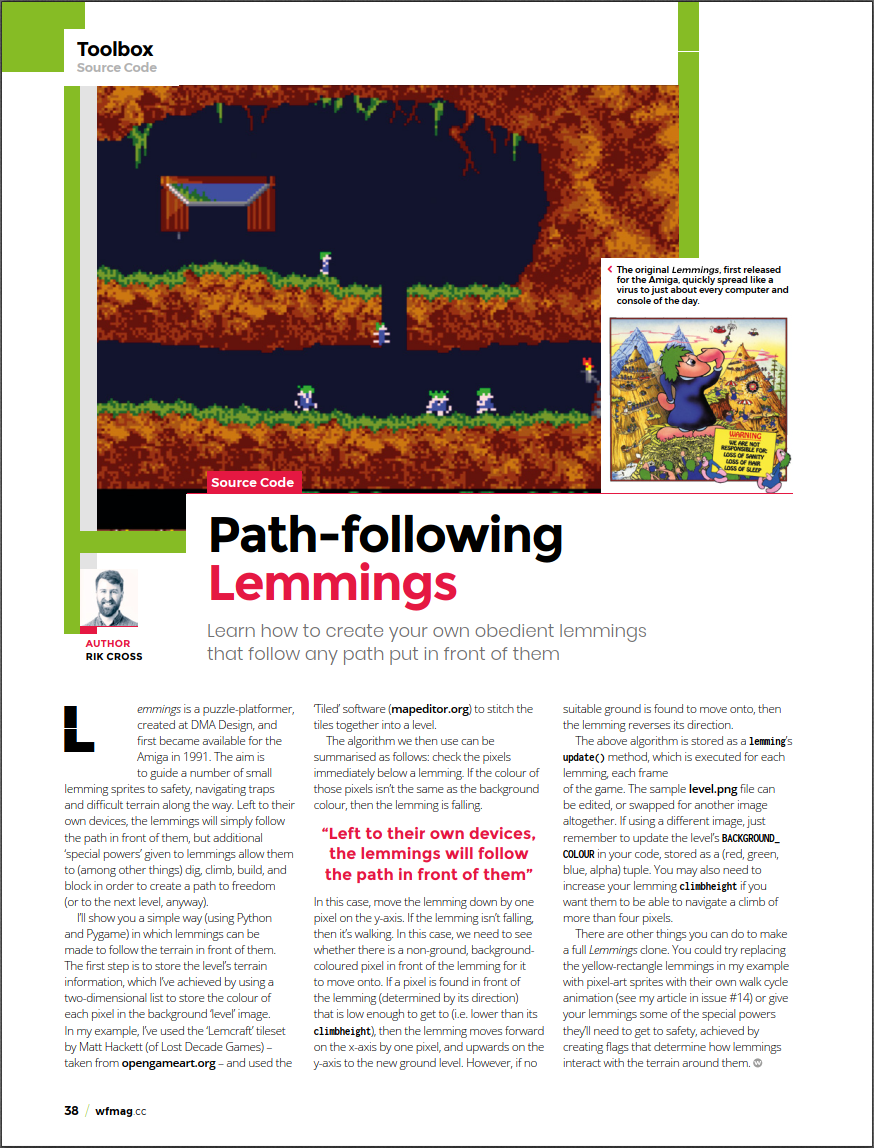 Toolbox
Source Code
The original Lemmings, first released
for the Amiga, quickly spread like a
virus to just about every computer and
console of the day.
WARNING
WE ARE NOT
RESPONSIBLE FOR:
LOSS OF SANITY
LOSS OF HAIR
LOSS OF SLEEP
Source Code
Path-following
Lemmings
Learn how to create your own obedient lemmings
that follow any path put in front of them
AUTHOR
RIK CROSS
Lemmings is a puzzle-platformer,
created at DMA Design, and
first became available for the
Amiga in 1991. The aim is
to guide a number of small
lemming sprites to safety, navigating traps
and difficult terrain along the way. Left to their
own devices, the lemmings will simply follow
the path in front of them, but additional
‘special powers’ given to lemmings allow them
to (among other things) dig, climb, build, and
block in order to create a path to freedom
(or to the next level, anyway).
I’ll show you a simple way (using Python
and Pygame) in which lemmings can be
made to follow the terrain in front of them.
The first step is to store the level’s terrain
information, which I’ve achieved by using a
two-dimensional list to store the colour of
each pixel in the background ‘level’ image.
In my example, I’ve used the ‘Lemcraft’ tileset
by Matt Hackett (of Lost Decade Games) –
taken from opengameart.org – and used the
‘Tiled’ software (mapeditor.org) to stitch the
tiles together into a level.
The algorithm we then use can be
summarised as follows: check the pixels
immediately below a lemming. If the colour of
those pixels isn’t the same as the background
colour, then the lemming is falling.
“Left to their own devices,
the lemmings will follow
the path in front of them”
In this case, move the lemming down by one
pixel on the y-axis. If the lemming isn’t falling,
then it’s walking. In this case, we need to see
whether there is a non-ground, background-
coloured pixel in front of the lemming for it
to move onto. If a pixel is found in front of
the lemming (determined by its direction)
that is low enough to get to (i.e. lower than its
climbheight), then the lemming moves forward
on the x-axis by one pixel, and upwards on the
y-axis to the new ground level. However, if no
suitable ground is found to move onto, then
the lemming reverses its direction.
The above algorithm is stored as a lemming’s
update() method, which is executed for each
lemming, each frame
of the game. The sample level.png file can
be edited, or swapped for another image
altogether. If using a different image, just
remember to update the level’s BACKGROUND_
COLOUR in your code, stored as a (red, green,
blue, alpha) tuple. You may also need to
increase your lemming climbheight if you
want them to be able to navigate a climb of
more than four pixels.
There are other things you can do to make
a full Lemmings clone. You could try replacing
the yellow-rectangle lemmings in my example
with pixel-art sprites with their own walk cycle
animation (see my article in issue #14) or give
your lemmings some of the special powers
they’ll need to get to safety, achieved by
creating flags that determine how lemmings
interact with the terrain around them.
38 / wfmag.cc